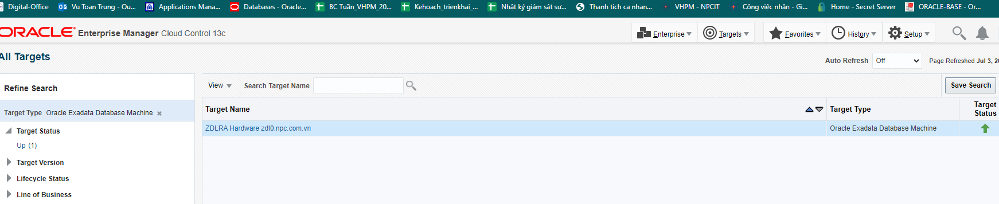 Digital-Office Vu Toan Trung - Ou... Applications Mana... Databases - Oracle... BC Tuần_VHPM_20... Kehoach_trienkhai_... Nhật ký giám sát sự... Thanh tich ca nhan... VHPM - NPCIT Công việc nhận - Gi... Home - Secret Server ORACLE-BASE - Or...
ORACLE Enterprise Manager Cloud Control 13c Enterprise Targets Favorites History Setup
All Targets
Auto Refresh Off Page Refreshed Jul 3, 20
Refine Search
View Search Target Name Save Search
Target Type Oracle Exadata Database Machine
Target Name Target Type Target Status
Target Status
Up (1)
Target Version
Lifecycle Status
Line of Business
ZDLRA Hardware zdl0.npc.com.vn Oracle Exadata Database Machine